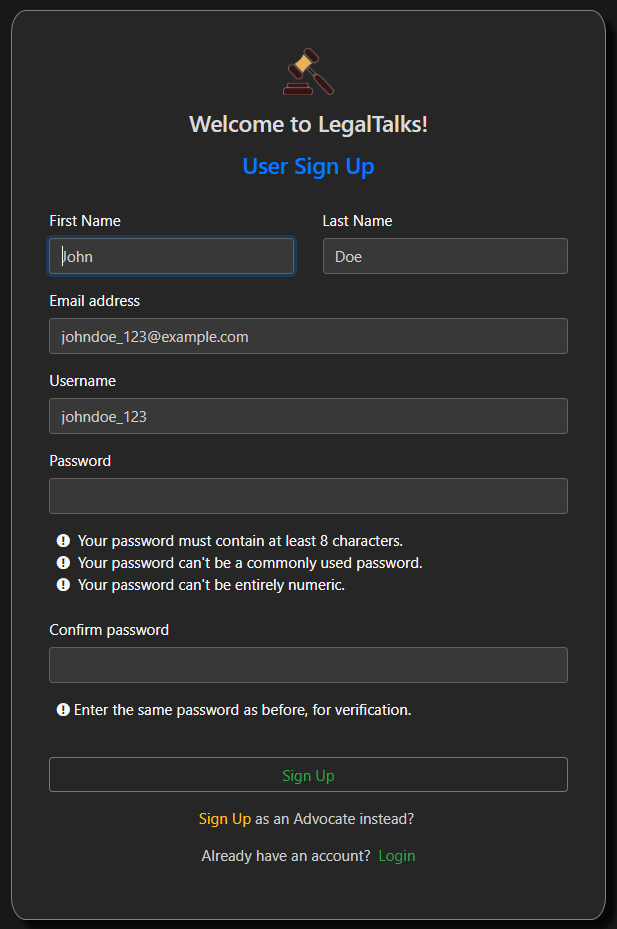 Welcome to LegalTalks!
User Sign Up
First Name Last Name
John Doe
Email address
johndoe_123@example.com
Username
johndoe_123
Password
Your password must contain at least 8 characters.
Your password can't be a commonly used password.
Your password can't be entirely numeric.
Confirm password
Enter the same password as before, for verification.
Sign Up
Sign Up as an Advocate instead?
Already have an account? Login